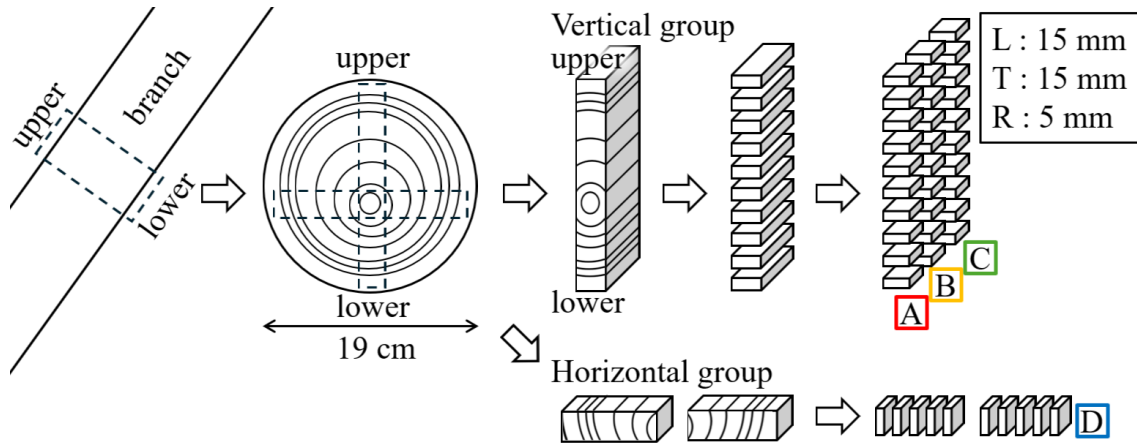 upper
branch
lower
upper
lower
19 cm
Vertical group
upper
lower
A
B
C
L : 15 mm
T : 15 mm
R : 5 mm
Horizontal group
D